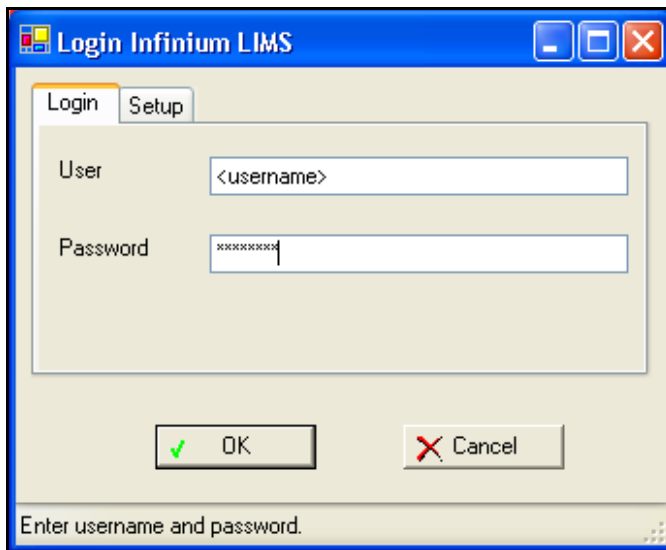 Login Infinium LIMS
Login Setup
User <username>
Password ********
OK Cancel
Enter username and password.